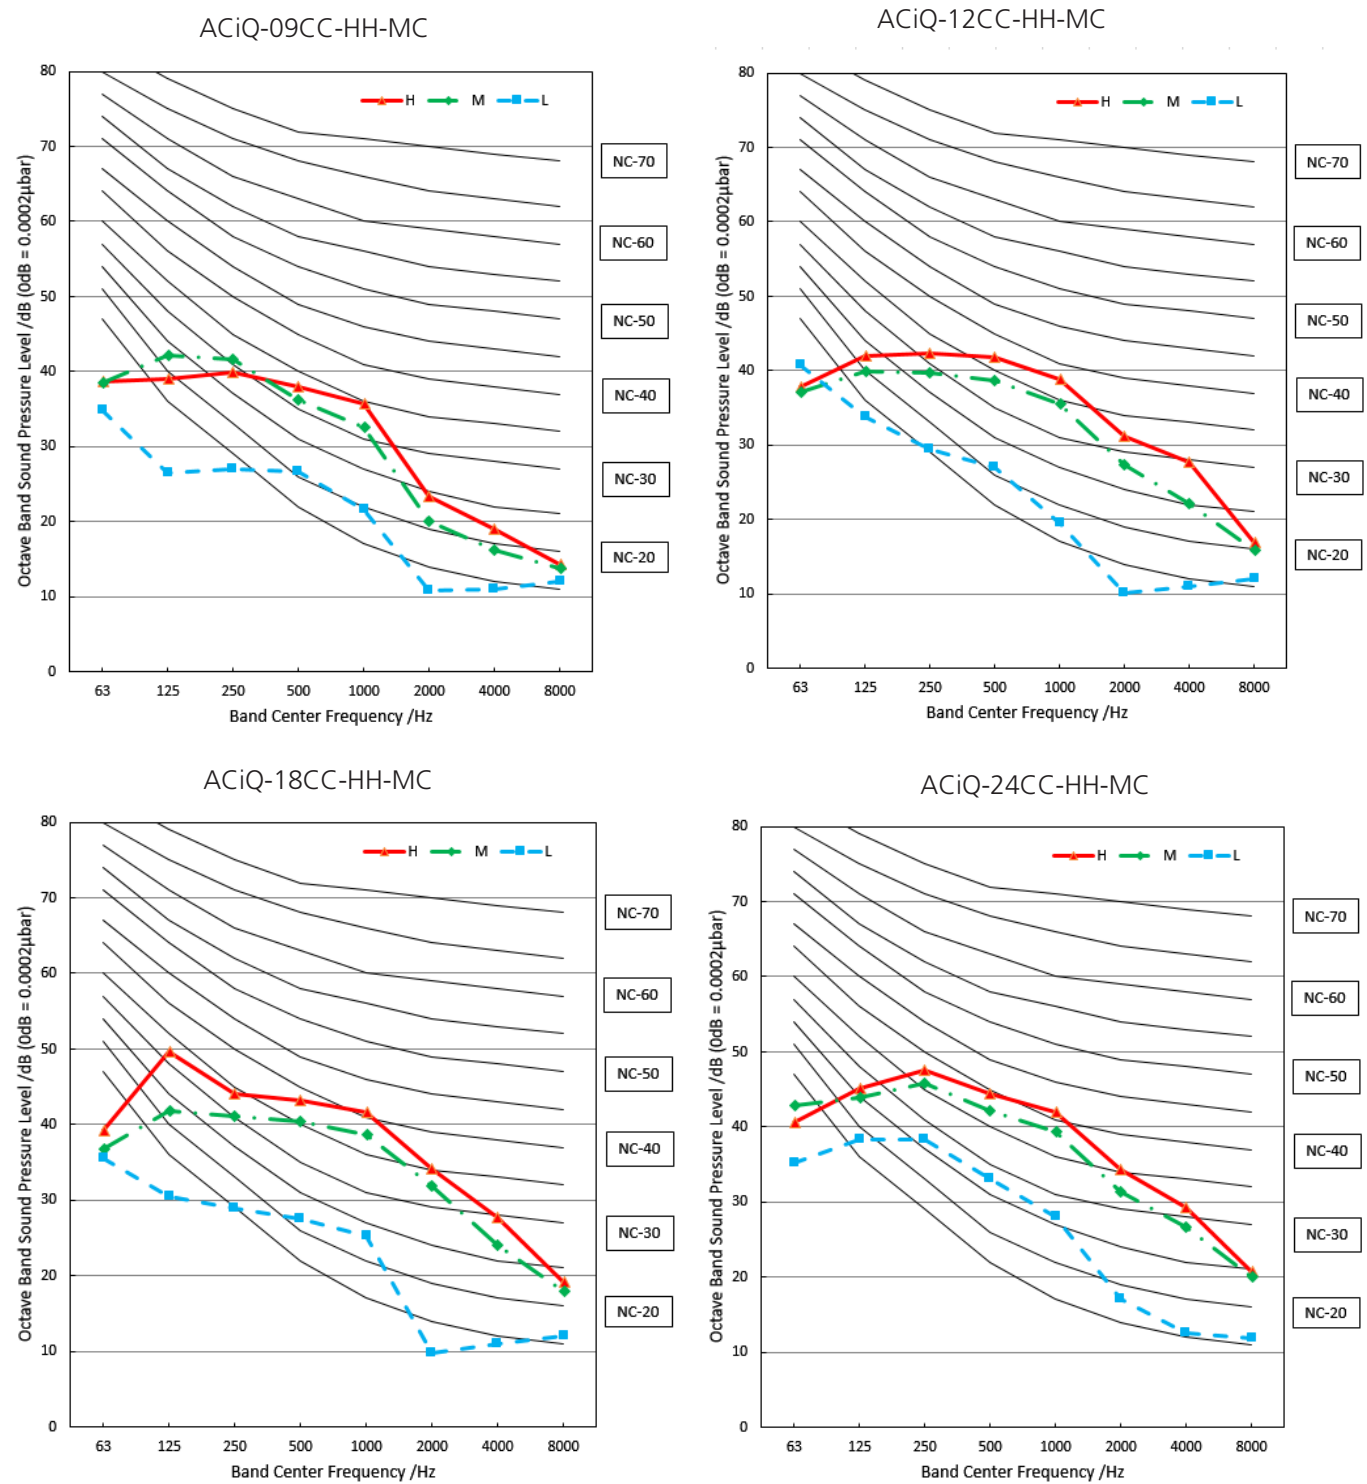 ACiQ-09CC-HH-MC
80
70
60
50
40
30
20
10
0
Octave Band Sound Pressure Level /dB (0dB = 0.0002μbar)
H M L
NC-70
NC-60
NC-50
NC-40
NC-30
NC-20
63 125 250 500 1000 2000 4000 8000
Band Center Frequency /Hz
ACiQ-12CC-HH-MC
80
70
60
50
40
30
20
10
0
Octave Band Sound Pressure Level /dB (0dB = 0.0002μbar)
H M L
NC-70
NC-60
NC-50
NC-40
NC-30
NC-20
63 125 250 500 1000 2000 4000 8000
Band Center Frequency /Hz
ACiQ-18CC-HH-MC
80
70
60
50
40
30
20
10
0
Octave Band Sound Pressure Level /dB (0dB = 0.0002μbar)
H M L
NC-70
NC-60
NC-50
NC-40
NC-30
NC-20
63 125 250 500 1000 2000 4000 8000
Band Center Frequency /Hz
ACiQ-24CC-HH-MC
80
70
60
50
40
30
20
10
0
Octave Band Sound Pressure Level /dB (0dB = 0.0002μbar)
H M L
NC-70
NC-60
NC-50
NC-40
NC-30
NC-20
63 125 250 500 1000 2000 4000 8000
Band Center Frequency /Hz